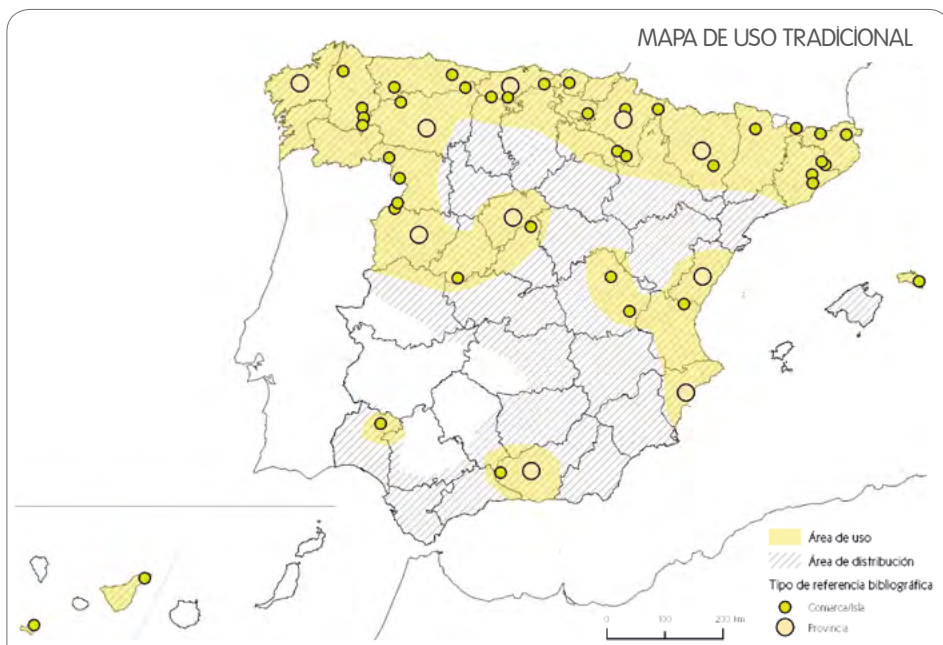 MAPA DE USO TRADICIONAL
Área de uso
Área de distribución
Tipo de referencia bibliográfica
Comarca/Isla
Provincia
0 100 200 km